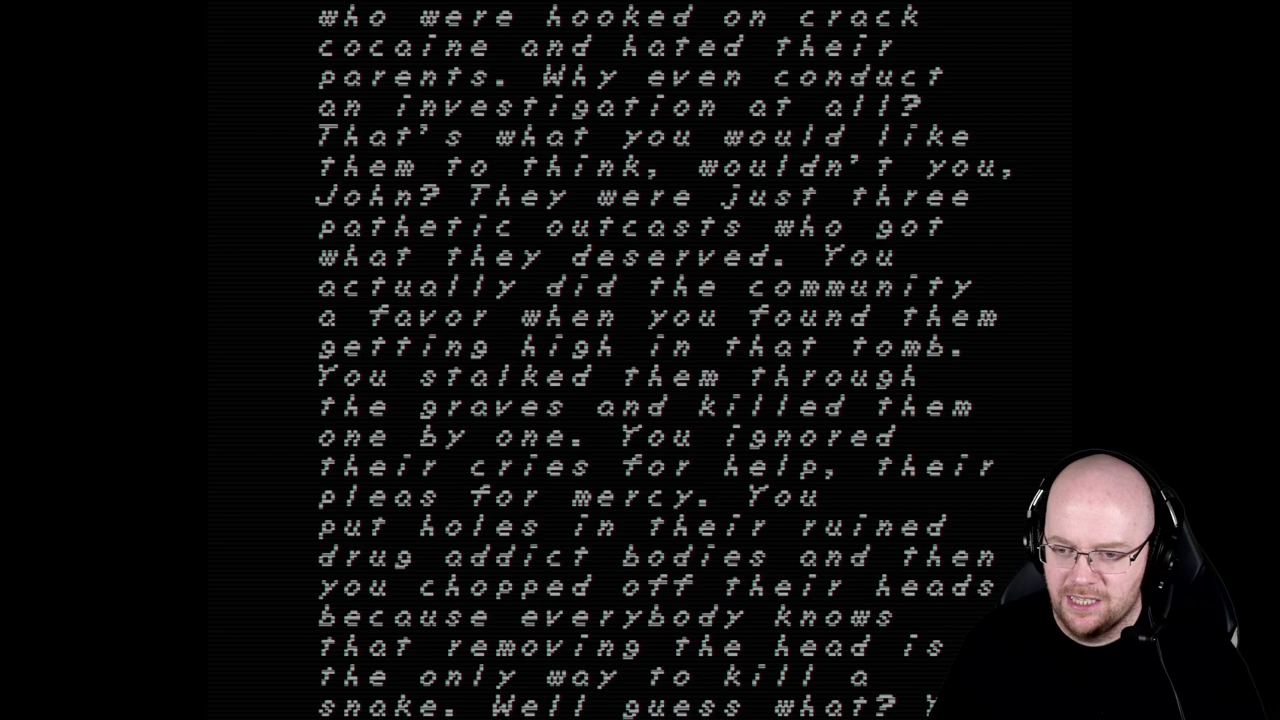 who were hooked on crack
cocaine and hated their
parents. Why even conduct
an investigation at all?
That's what you would like
them to think, wouldn't you,
John? They were just three
pathetic outcasts who got
what they deserved. You
actually did the community
a favor when you found them
getting high in that tomb.
You stalked them through
the graves and killed them
one by one. You ignored
their cries for help, their
pleas for mercy. You
put holes in their ruined
drug addict bodies and then
you chopped off their heads
because everybody knows
that removing the head is
the only way to kill a
snake. Well guess what?